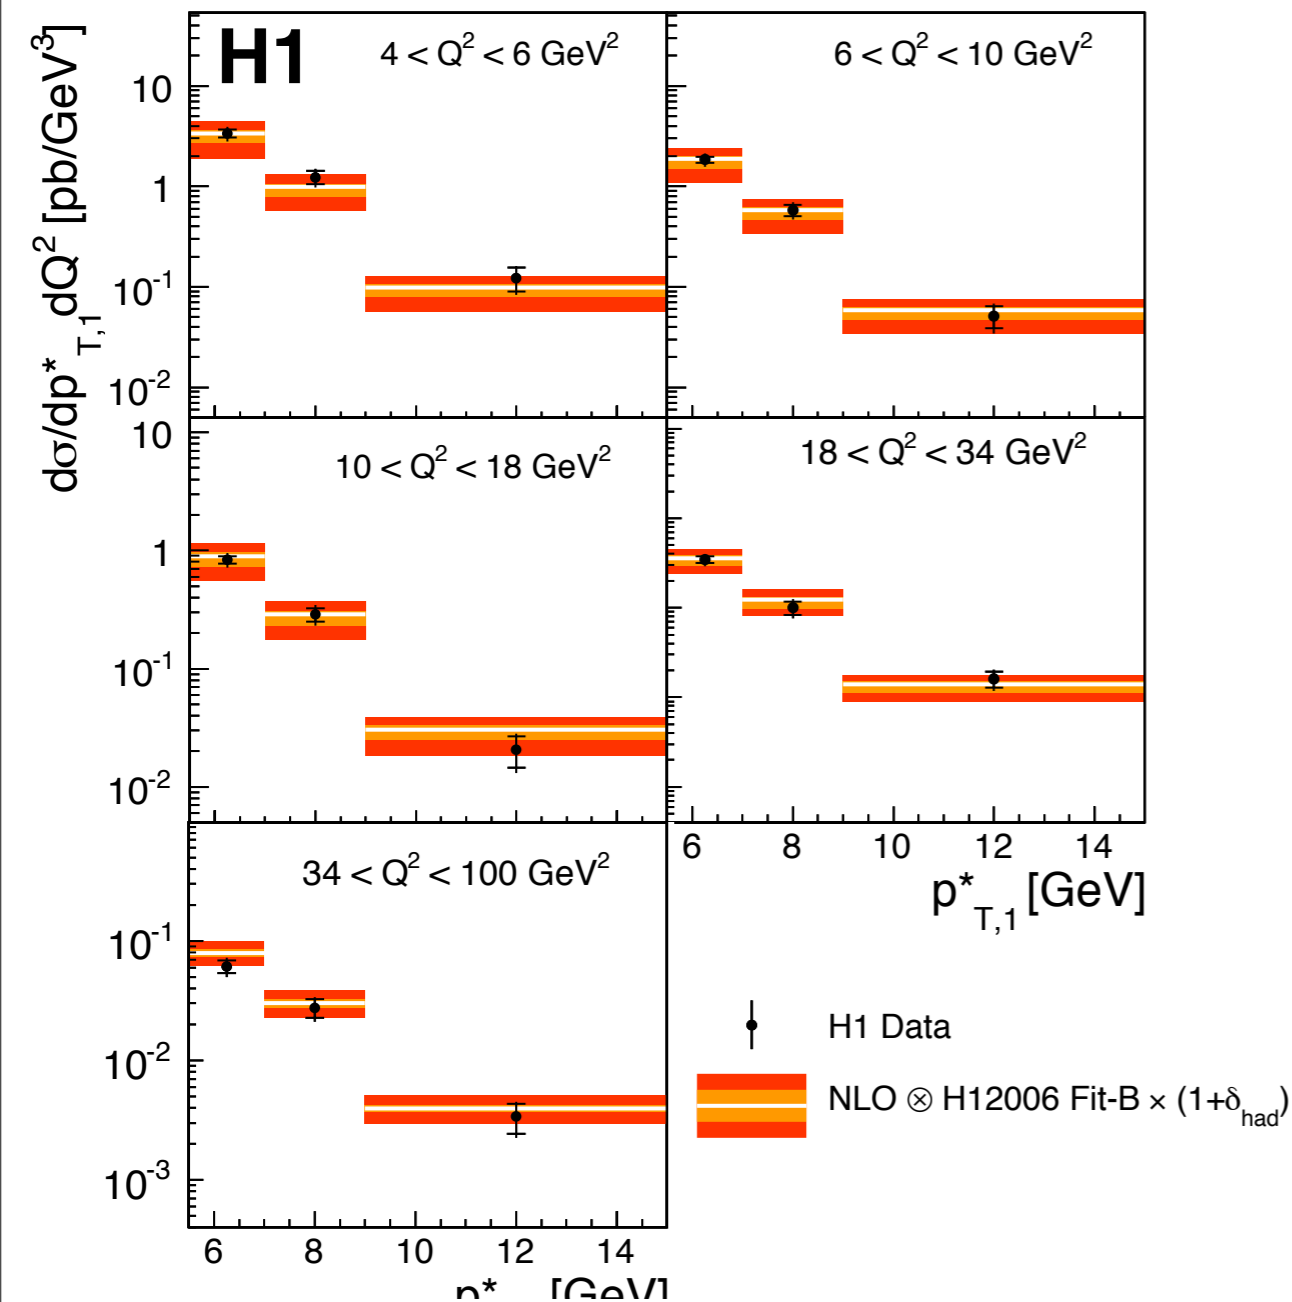 dσ/dp*T,1dQ² [pb/GeV³]
H1
4 < Q² < 6 GeV²
6 < Q² < 10 GeV²
10
1
10⁻¹
10⁻²
10 < Q² < 18 GeV²
18 < Q² < 34 GeV²
10
1
10⁻¹
10⁻²
6 8 10 12 14
p*T,1 [GeV]
34 < Q² < 100 GeV²
10⁻¹
10⁻²
10⁻³
6 8 10 12 14
p* [GeV]
H1 Data
NLO ⊗ H12006 Fit-B × (1+δhad)